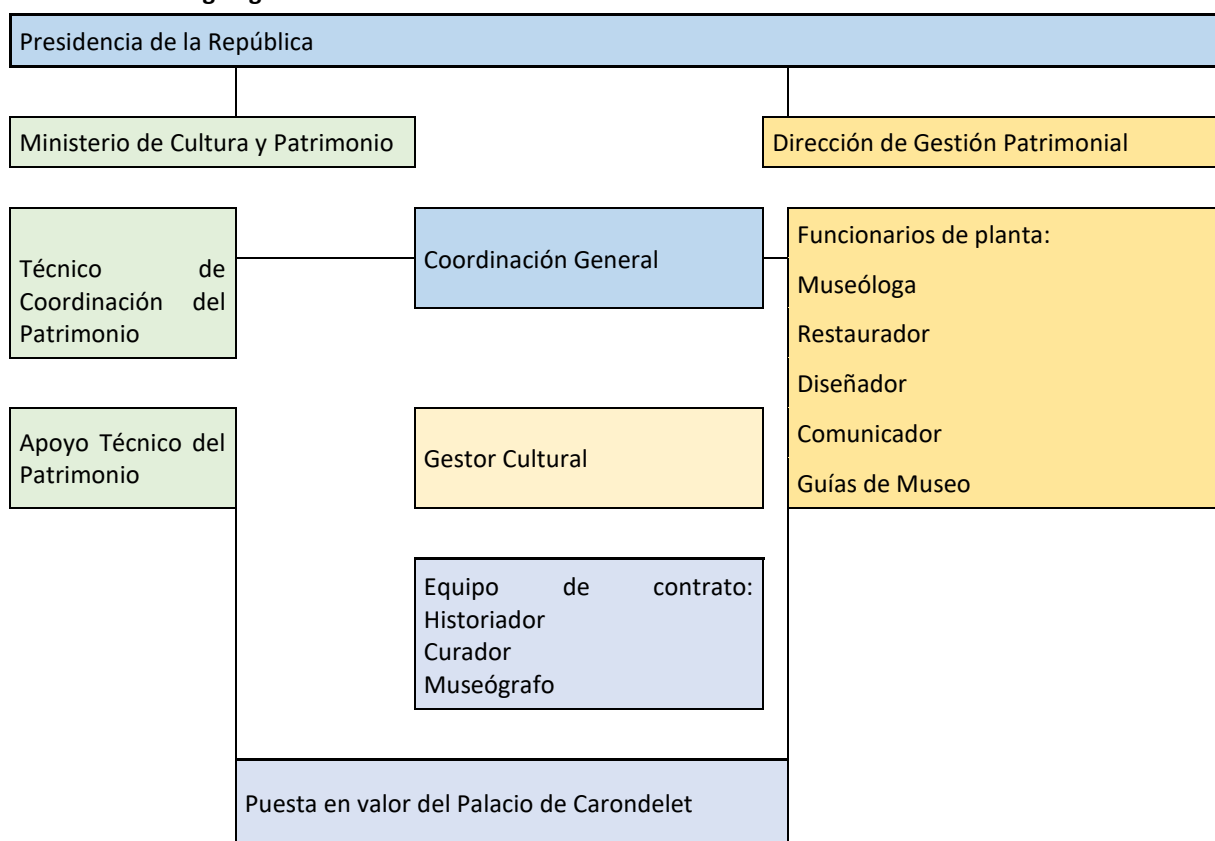 Presidencia de la República
Ministerio de Cultura y Patrimonio
Dirección de Gestión Patrimonial
Técnico de
Coordinación del
Patrimonio
Coordinación General
Funcionarios de planta:
Museóloga
Restaurador
Diseñador
Comunicador
Guías de Museo
Apoyo Técnico del
Patrimonio
Gestor Cultural
Equipo de contrato:
Historiador
Curador
Museógrafo
Puesta en valor del Palacio de Carondelet